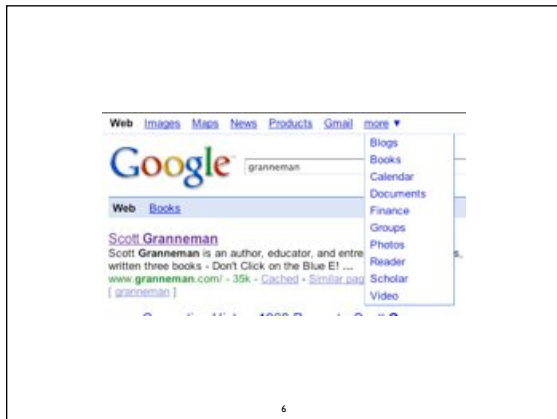 Web Images Maps News Products Gmail more ▼
Google granneman
Blogs
Books
Calendar
Documents
Finance
Groups
Photos
Reader
Scholar
Video
Web Books
Scott Granneman
Scott Granneman is an author, educator, and entre s,
written three books - Don't Click on the Blue E! ....
www.granneman.com/ - 35k - Cached - Similar pag
[ granneman ]
6